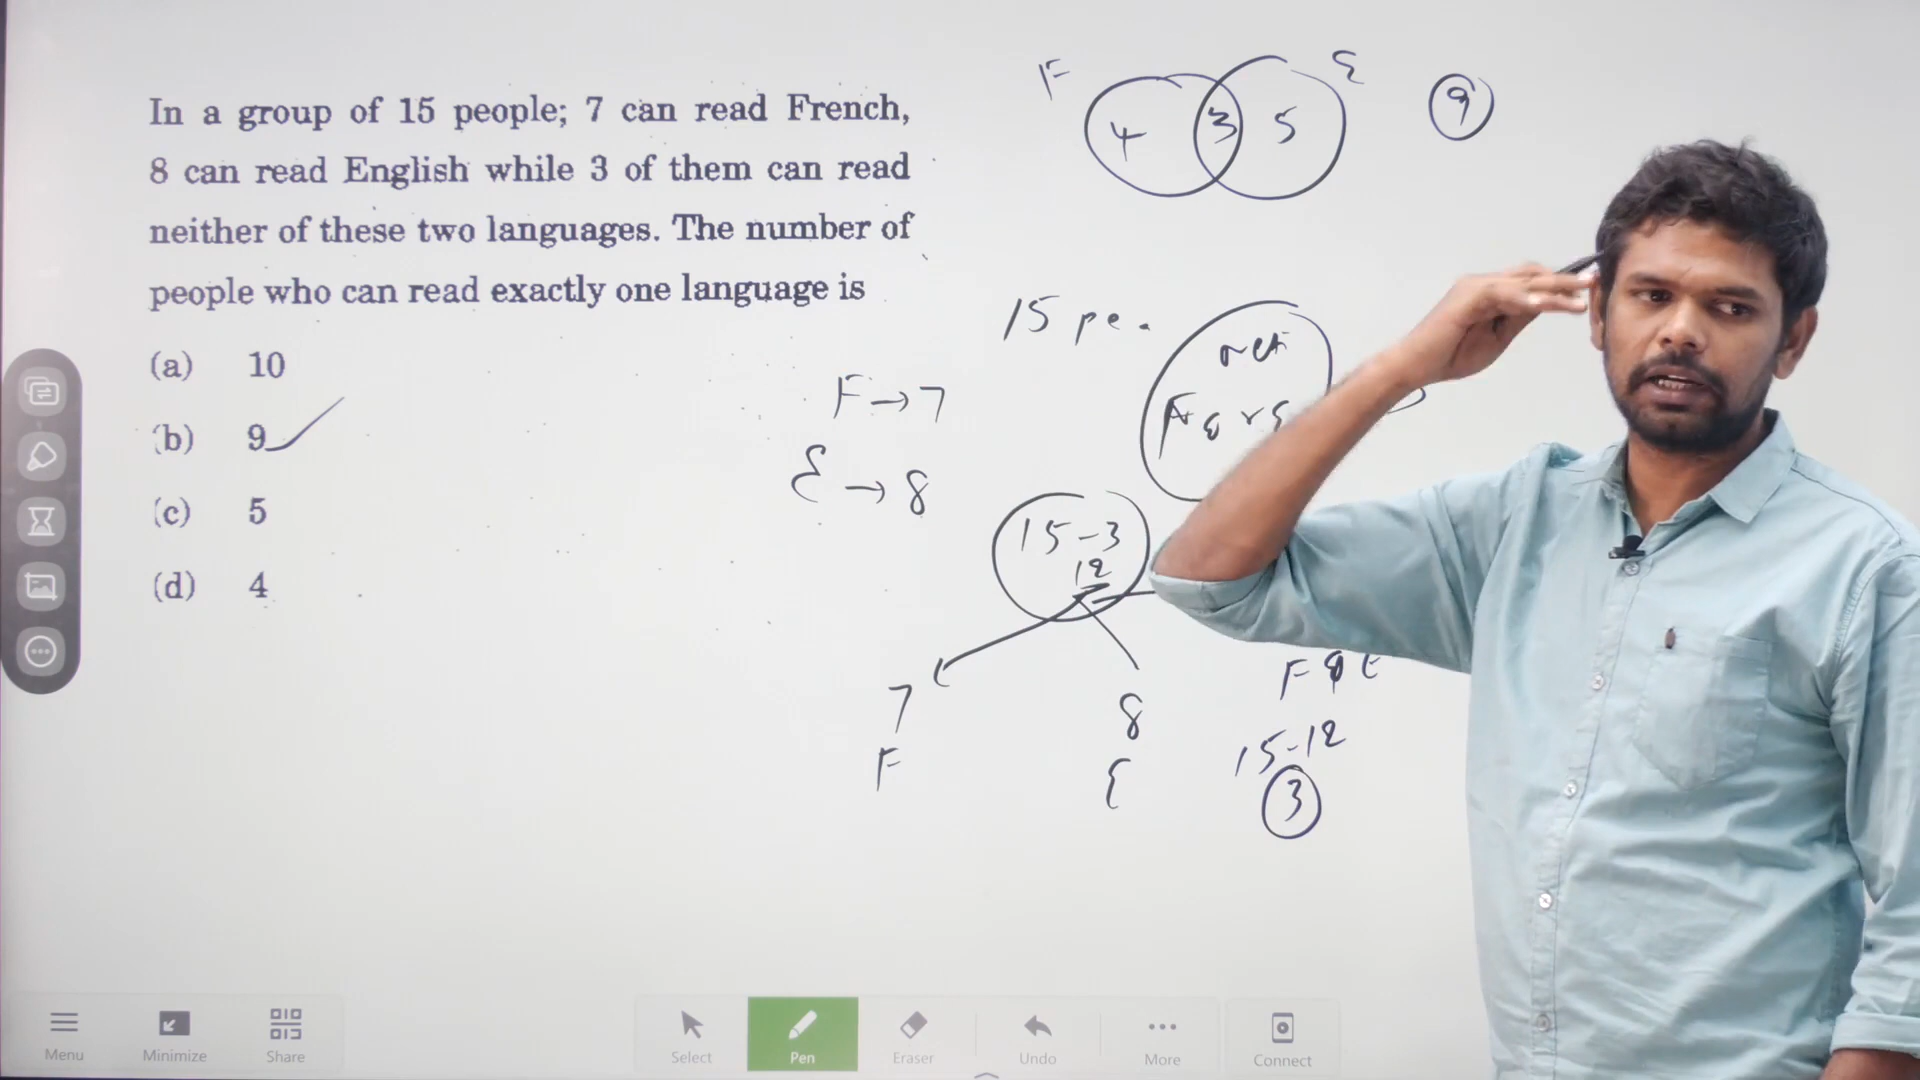 In a group of 15 people; 7 can read French,
8 can read English while 3 of them can read
neither of these two languages. The number of
people who can read exactly one language is
(a) 10
(b) 9
(c) 5
(d) 4
F
E
4 3 5
9
15 pe.
F → 7
E → 8
15-3
12
7
F
8
E
15-12
3
Menu
Minimize
Share
Select
Pen
Eraser
Undo
More
Connect